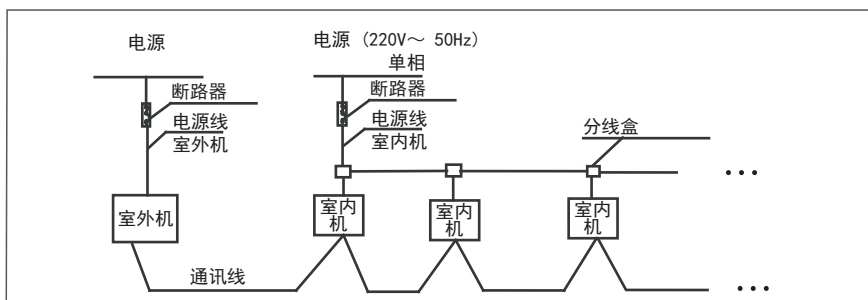 电源
电源 (220V～ 50Hz)
单相
断路器
断路器
电源线
室外机
电源线
室内机
分线盒
室外机
室内
机
室内
机
室内
机
通讯线